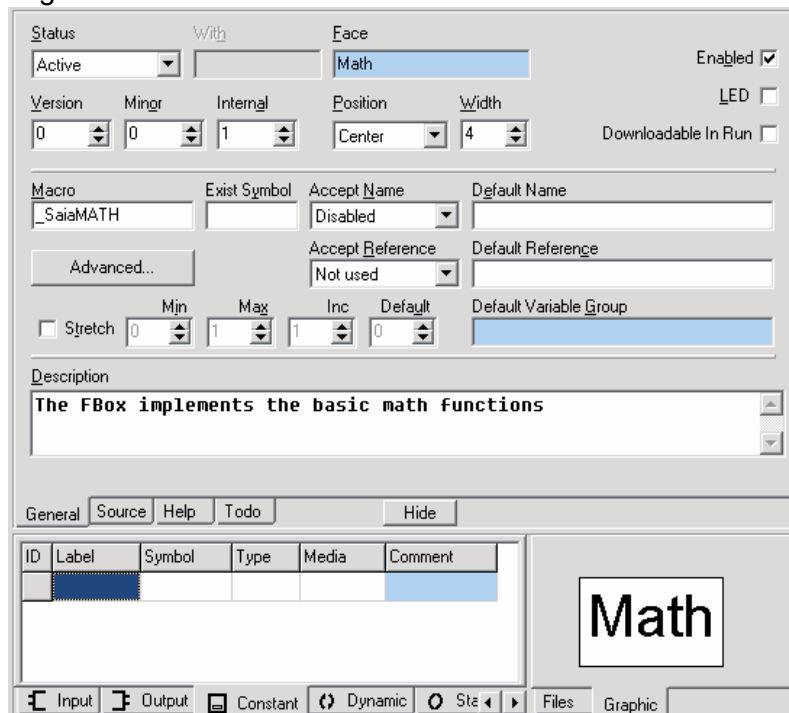 Status With Face
Active Math Enabled
LED
Version Minor Internal Position Width
0 0 1 Center 4 Downloadable In Run
Macro Exist Symbol Accept Name Default Name
_SaiaMATH Disabled
Accept Reference Default Reference
Advanced... Not used
Min Max Inc Default Default Variable Group
Stretch 0 1 1 0
Description
The FBox implements the basic math functions
General Source Help Todo Hide
ID Label Symbol Type Media Comment
Math
Input Output Constant Dynamic Sta Files Graphic